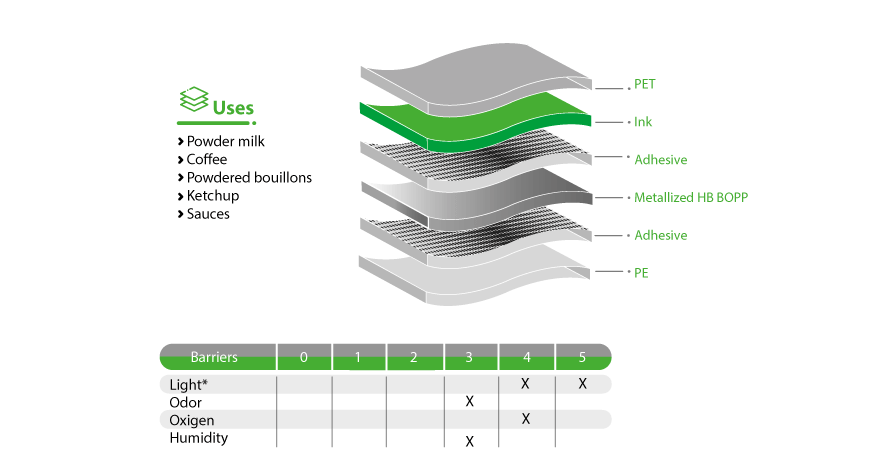 Uses
Powder milk
Coffee
Powdered bouillons
Ketchup
Sauces
PET
Ink
Adhesive
Metallized HB BOPP
Adhesive
PE
Barriers 0 1 2 3 4 5
Light* X X
Odor X
Oxigen X
Humidity X